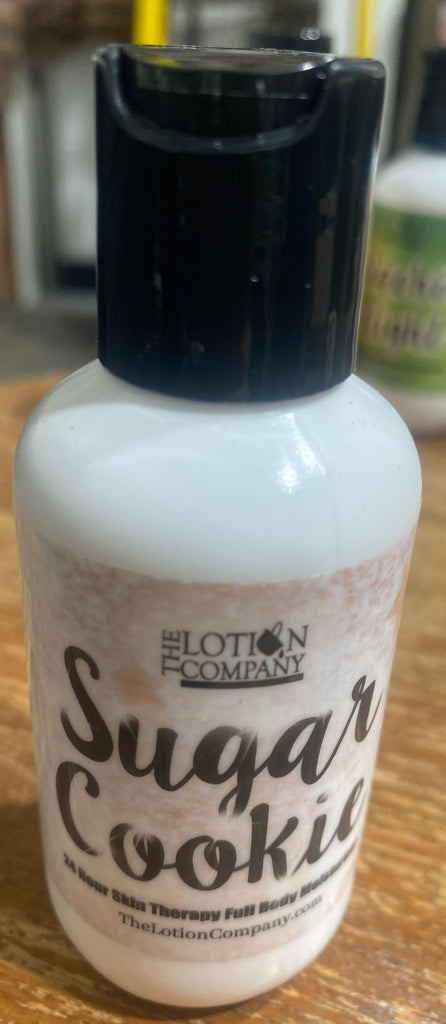 THE LOTION
COMPANY
Sugar
Cookie
24 Hour Skin Therapy Full Body
TheLotionCompany.com